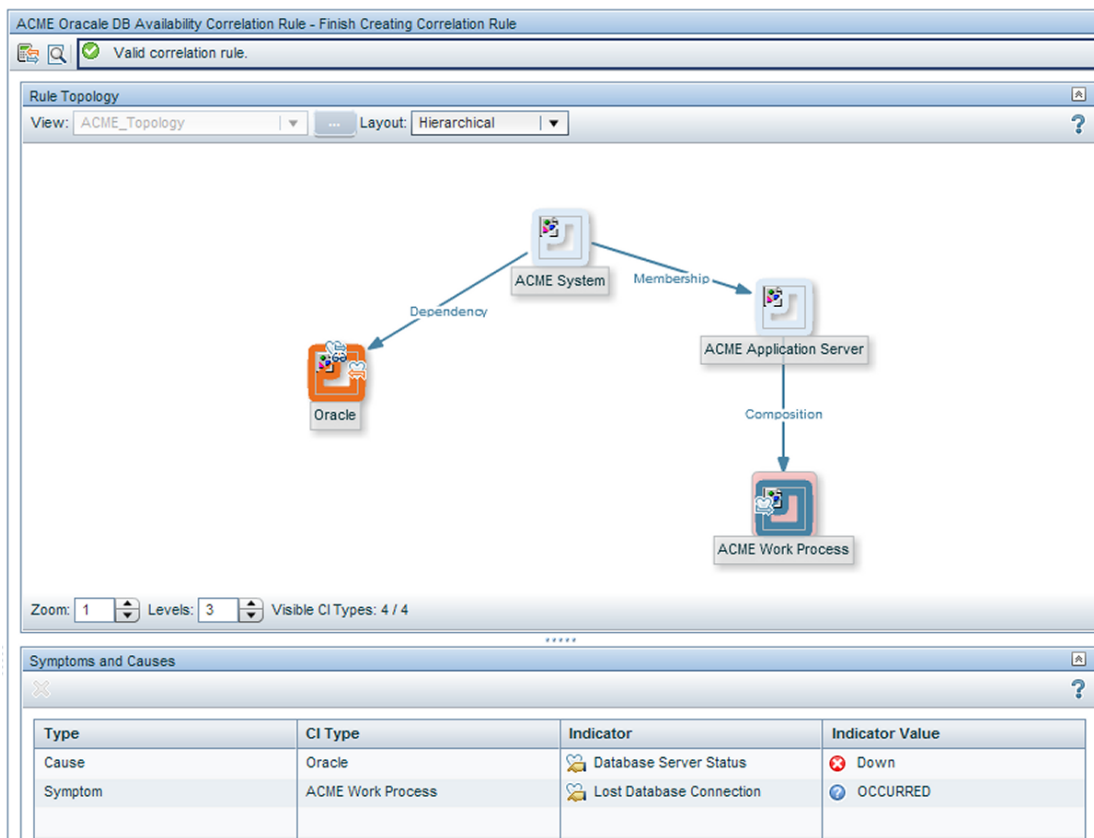 ACME Oracale DB Availability Correlation Rule - Finish Creating Correlation Rule
Valid correlation rule.
Rule Topology
View: ACME_Topology ... Layout: Hierarchical ?
ACME System
Membership
Dependency
ACME Application Server
Oracle
Composition
ACME Work Process
Zoom: 1 Levels: 3 Visible CI Types: 4 / 4
Symptoms and Causes
?
Type CI Type Indicator Indicator Value
Cause Oracle Database Server Status Down
Symptom ACME Work Process Lost Database Connection OCCURRED